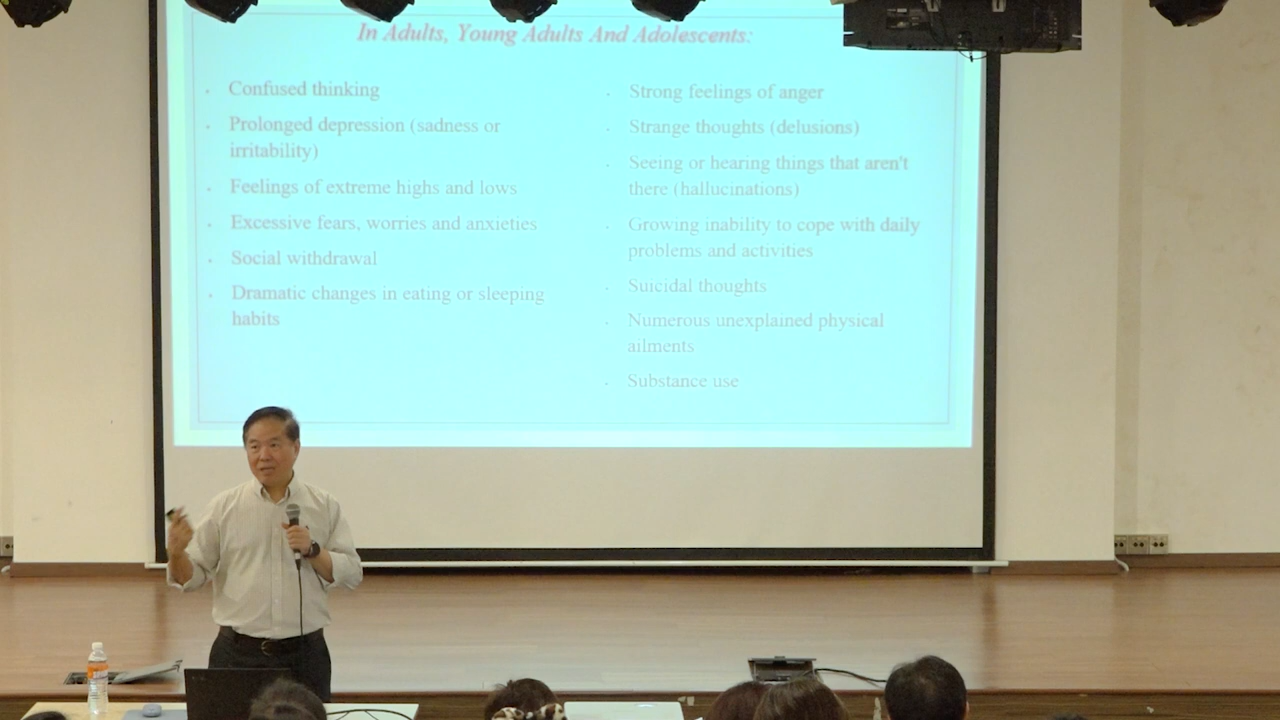 In Adults, Young Adults And Adolescents:
Confused thinking
Prolonged depression (sadness or
irritability)
Feelings of extreme highs and lows
Excessive fears, worries and anxieties
Social withdrawal
Dramatic changes in eating or sleeping
habits
Strong feelings of anger
Strange thoughts (delusions)
Seeing or hearing things that aren't
there (hallucinations)
Growing inability to cope with daily
problems and activities
Suicidal thoughts
Numerous unexplained physical
ailments
Substance use